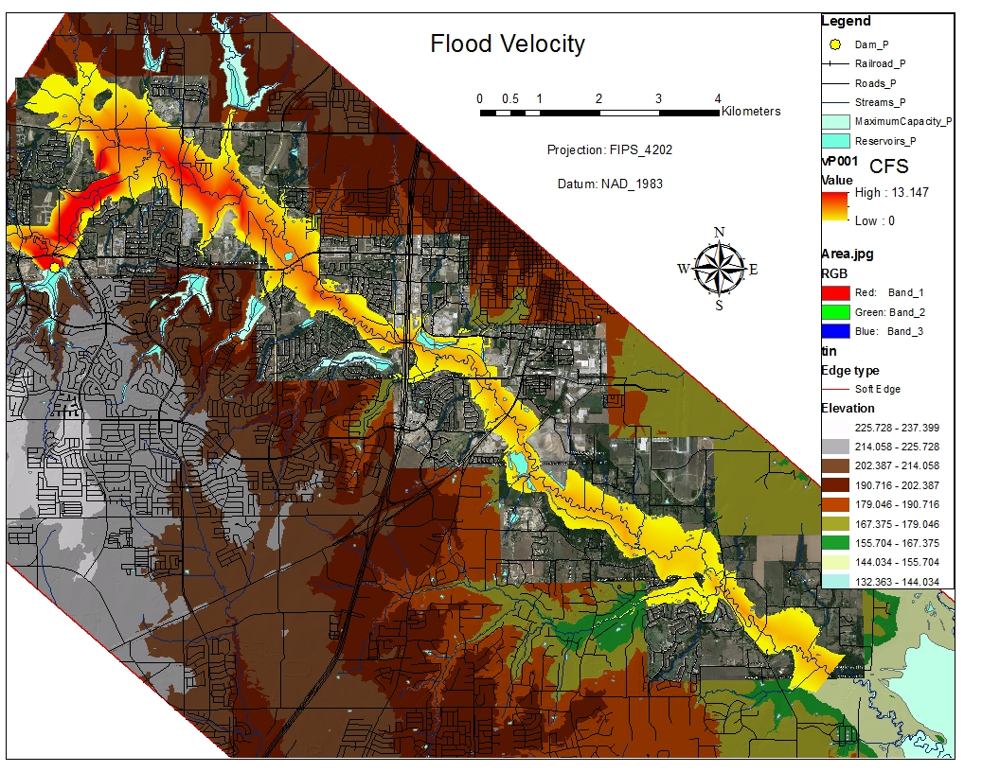 Flood Velocity
0 0.5 1 2 3 4
Kilometers
Projection: FIPS_4202
Datum: NAD_1983
N
W E
S
Legend
Dam_P
Railroad_P
Roads_P
Streams_P
MaximumCapacity_P
Reservoirs_P
vP001 CFS
Value
High : 13.147
Low : 0
Area.jpg
RGB
Red: Band_1
Green: Band_2
Blue: Band_3
tin
Edge type
Soft Edge
Elevation
225.728 - 237.399
214.058 - 225.728
202.387 - 214.058
190.716 - 202.387
179.046 - 190.716
167.375 - 179.046
155.704 - 167.375
144.034 - 155.704
132.363 - 144.034